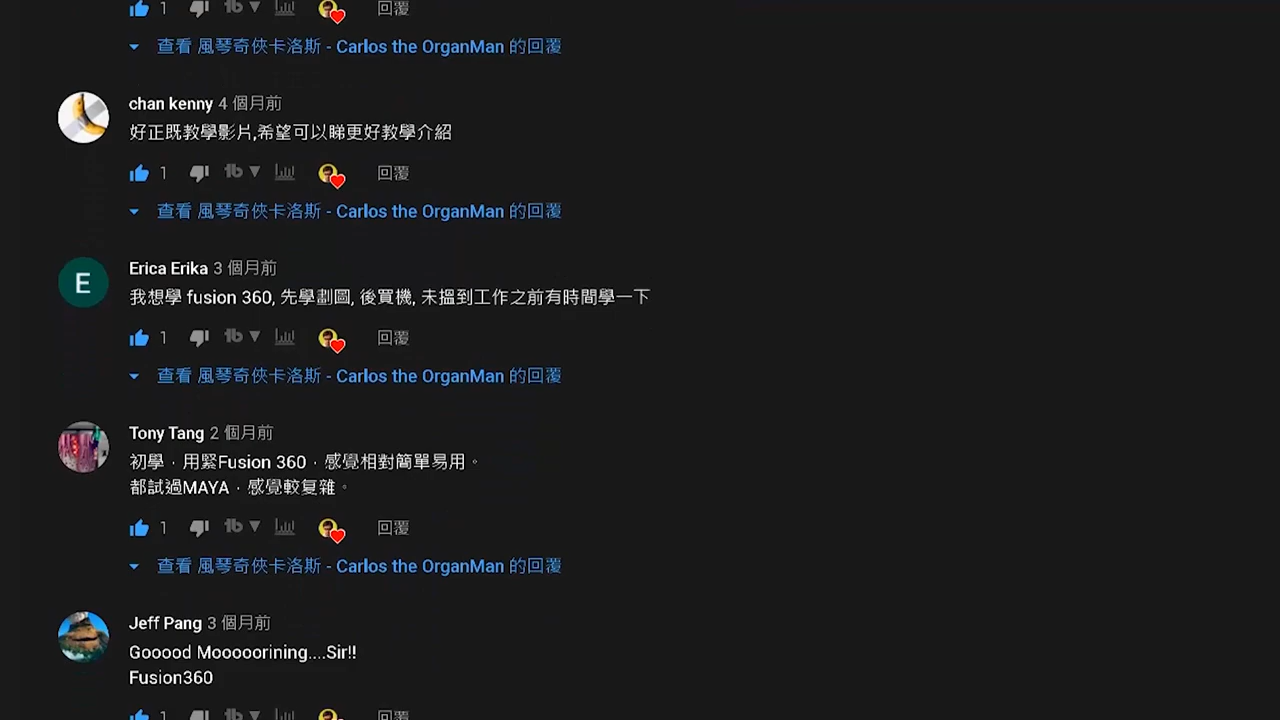 1 回覆
查看 風琴奇俠卡洛斯 - Carlos the OrganMan 的回覆
chan kenny 4 個月前
好正既教學影片,希望可以睇更好教學介紹
1 回覆
查看 風琴奇俠卡洛斯 - Carlos the OrganMan 的回覆
E
Erica Erika 3 個月前
我想學 fusion 360, 先學劃圖, 後買機, 未搵到工作之前有時間學一下
1 回覆
查看 風琴奇俠卡洛斯 - Carlos the OrganMan 的回覆
Tony Tang 2 個月前
初學，用緊Fusion 360，感覺相對簡單易用。
都試過MAYA，感覺較复雜。
1 回覆
查看 風琴奇俠卡洛斯 - Carlos the OrganMan 的回覆
Jeff Pang 3 個月前
Gooood Moooooorining....Sir!!
Fusion360
1 回覆